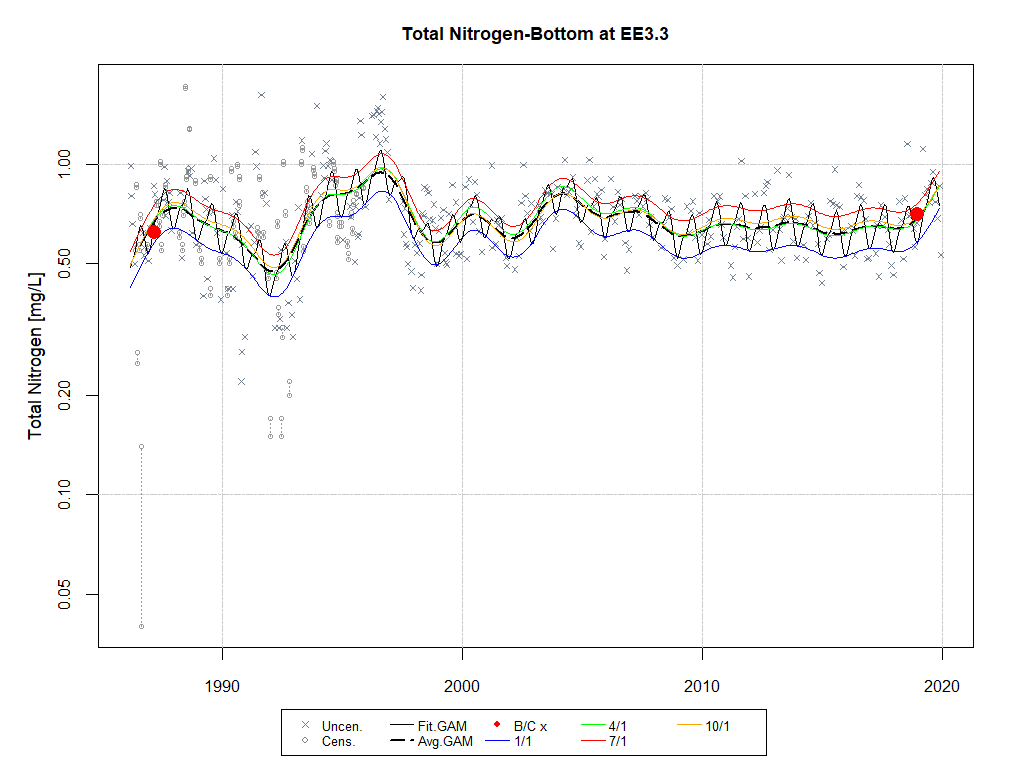 Total Nitrogen-Bottom at EE3.3
Total Nitrogen [mg/L]
1.00
0.50
0.20
0.10
0.05
1990 2000 2010 2020
Uncen. Fit.GAM B/C x 4/1 10/1
Cens. Avg.GAM 1/1 7/1